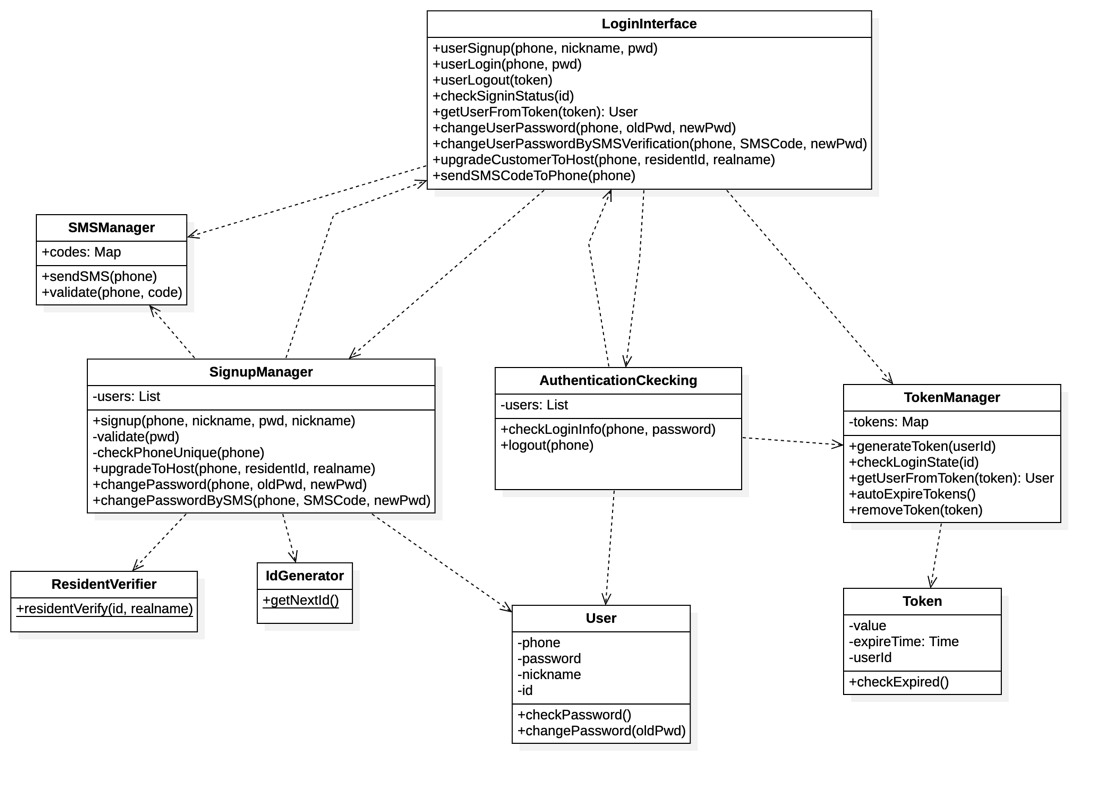 LoginInterface
+userSignup(phone, nickname, pwd)
+userLogin(phone, pwd)
+userLogout(token)
+checkSigninStatus(id)
+getUserFromToken(token): User
+changeUserPassword(phone, oldPwd, newPwd)
+changeUserPasswordBySMSVerification(phone, SMSCode, newPwd)
+upgradeCustomerToHost(phone, residentId, realname)
+sendSMSCodeToPhone(phone)
SMSManager
+codes: Map
+sendSMS(phone)
+validate(phone, code)
SignupManager
-users: List
+signup(phone, nickname, pwd, nickname)
-validate(pwd)
-checkPhoneUnique(phone)
+upgradeToHost(phone, residentId, realname)
+changePassword(phone, oldPwd, newPwd)
+changePasswordBySMS(phone, SMSCode, newPwd)
AuthenticationCkecking
-users: List
+checkLoginInfo(phone, password)
+logout(phone)
TokenManager
-tokens: Map
+generateToken(userId)
+checkLoginState(id)
+getUserFromToken(token): User
+autoExpireTokens()
+removeToken(token)
ResidentVerifier
+residentVerify(id, realname)
IdGenerator
+getNextId()
User
-phone
-password
-nickname
-id
+checkPassword()
+changePassword(oldPwd)
Token
-value
-expireTime: Time
-userId
+checkExpired()